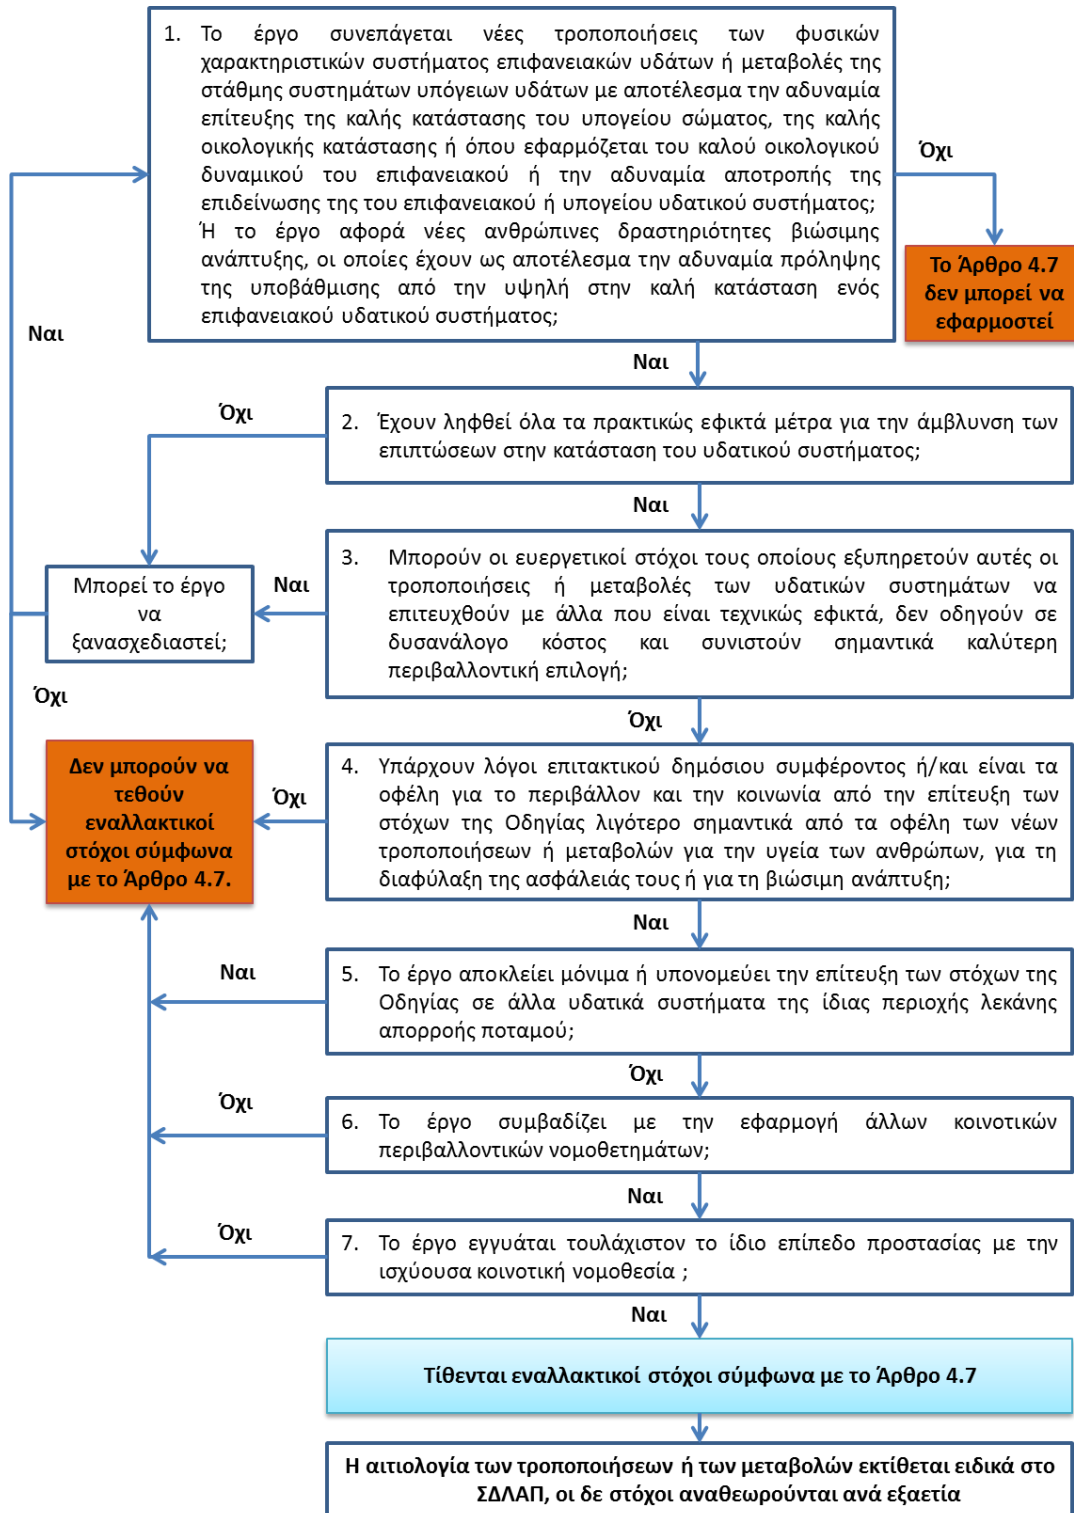 1. Το έργο συνεπάγεται νέες τροποποιήσεις των φυσικών
χαρακτηριστικών συστήματος επιφανειακών υδάτων ή μεταβολές της
στάθμης συστημάτων υπόγειων υδάτων με αποτέλεσμα την αδυναμία
επίτευξης της καλής κατάστασης του υπογείου σώματος, της καλής
οικολογικής κατάστασης ή όπου εφαρμόζεται του καλού οικολογικού
δυναμικού του επιφανειακού ή την αδυναμία αποτροπής της
επιδείνωσης της του επιφανειακού ή υπογείου υδατικού συστήματος;
Ή το έργο αφορά νέες ανθρώπινες δραστηριότητες βιώσιμης
ανάπτυξης, οι οποίες έχουν ως αποτέλεσμα την αδυναμία πρόληψης
της υποβάθμισης από την υψηλή στην καλή κατάσταση ενός
επιφανειακού υδατικού συστήματος;
Όχι
Το Άρθρο 4.7
δεν μπορεί να
εφαρμοστεί
Ναι
Ναι
2. Έχουν ληφθεί όλα τα πρακτικώς εφικτά μέτρα για την άμβλυνση των
επιπτώσεων στην κατάσταση του υδατικού συστήματος;
Όχι
Ναι
3. Μπορούν οι ευεργετικοί στόχοι τους οποίους εξυπηρετούν αυτές οι
τροποποιήσεις ή μεταβολές των υδατικών συστημάτων να
επιτευχθούν με άλλα που είναι τεχνικώς εφικτά, δεν οδηγούν σε
δυσανάλογο κόστος και συνιστούν σημαντικά καλύτερη
περιβαλλοντική επιλογή;
Ναι
Μπορεί το έργο
να
ξανασχεδιαστεί;
Όχι
Όχι
4. Υπάρχουν λόγοι επιτακτικού δημόσιου συμφέροντος ή/και είναι τα
οφέλη για το περιβάλλον και την κοινωνία από την επίτευξη των
στόχων της Οδηγίας λιγότερο σημαντικά από τα οφέλη των νέων
τροποποιήσεων ή μεταβολών για την υγεία των ανθρώπων, για τη
διαφύλαξη της ασφάλειάς τους ή για τη βιώσιμη ανάπτυξη;
Όχι
Δεν μπορούν να
τεθούν
εναλλακτικοί
στόχοι σύμφωνα
με το Άρθρο 4.7.
Ναι
5. Το έργο αποκλείει μόνιμα ή υπονομεύει την επίτευξη των στόχων της
Οδηγίας σε άλλα υδατικά συστήματα της ίδιας περιοχής λεκάνης
απορροής ποταμού;
Ναι
Όχι
6. Το έργο συμβαδίζει με την εφαρμογή άλλων κοινοτικών
περιβαλλοντικών νομοθετημάτων;
Όχι
Ναι
7. Το έργο εγγυάται τουλάχιστον το ίδιο επίπεδο προστασίας με την
ισχύουσα κοινοτική νομοθεσία ;
Όχι
Ναι
Τίθενται εναλλακτικοί στόχοι σύμφωνα με το Άρθρο 4.7
Η αιτιολογία των τροποποιήσεων ή των μεταβολών εκτίθεται ειδικά στο
ΣΔΛΑΠ, οι δε στόχοι αναθεωρούνται ανά εξαετία